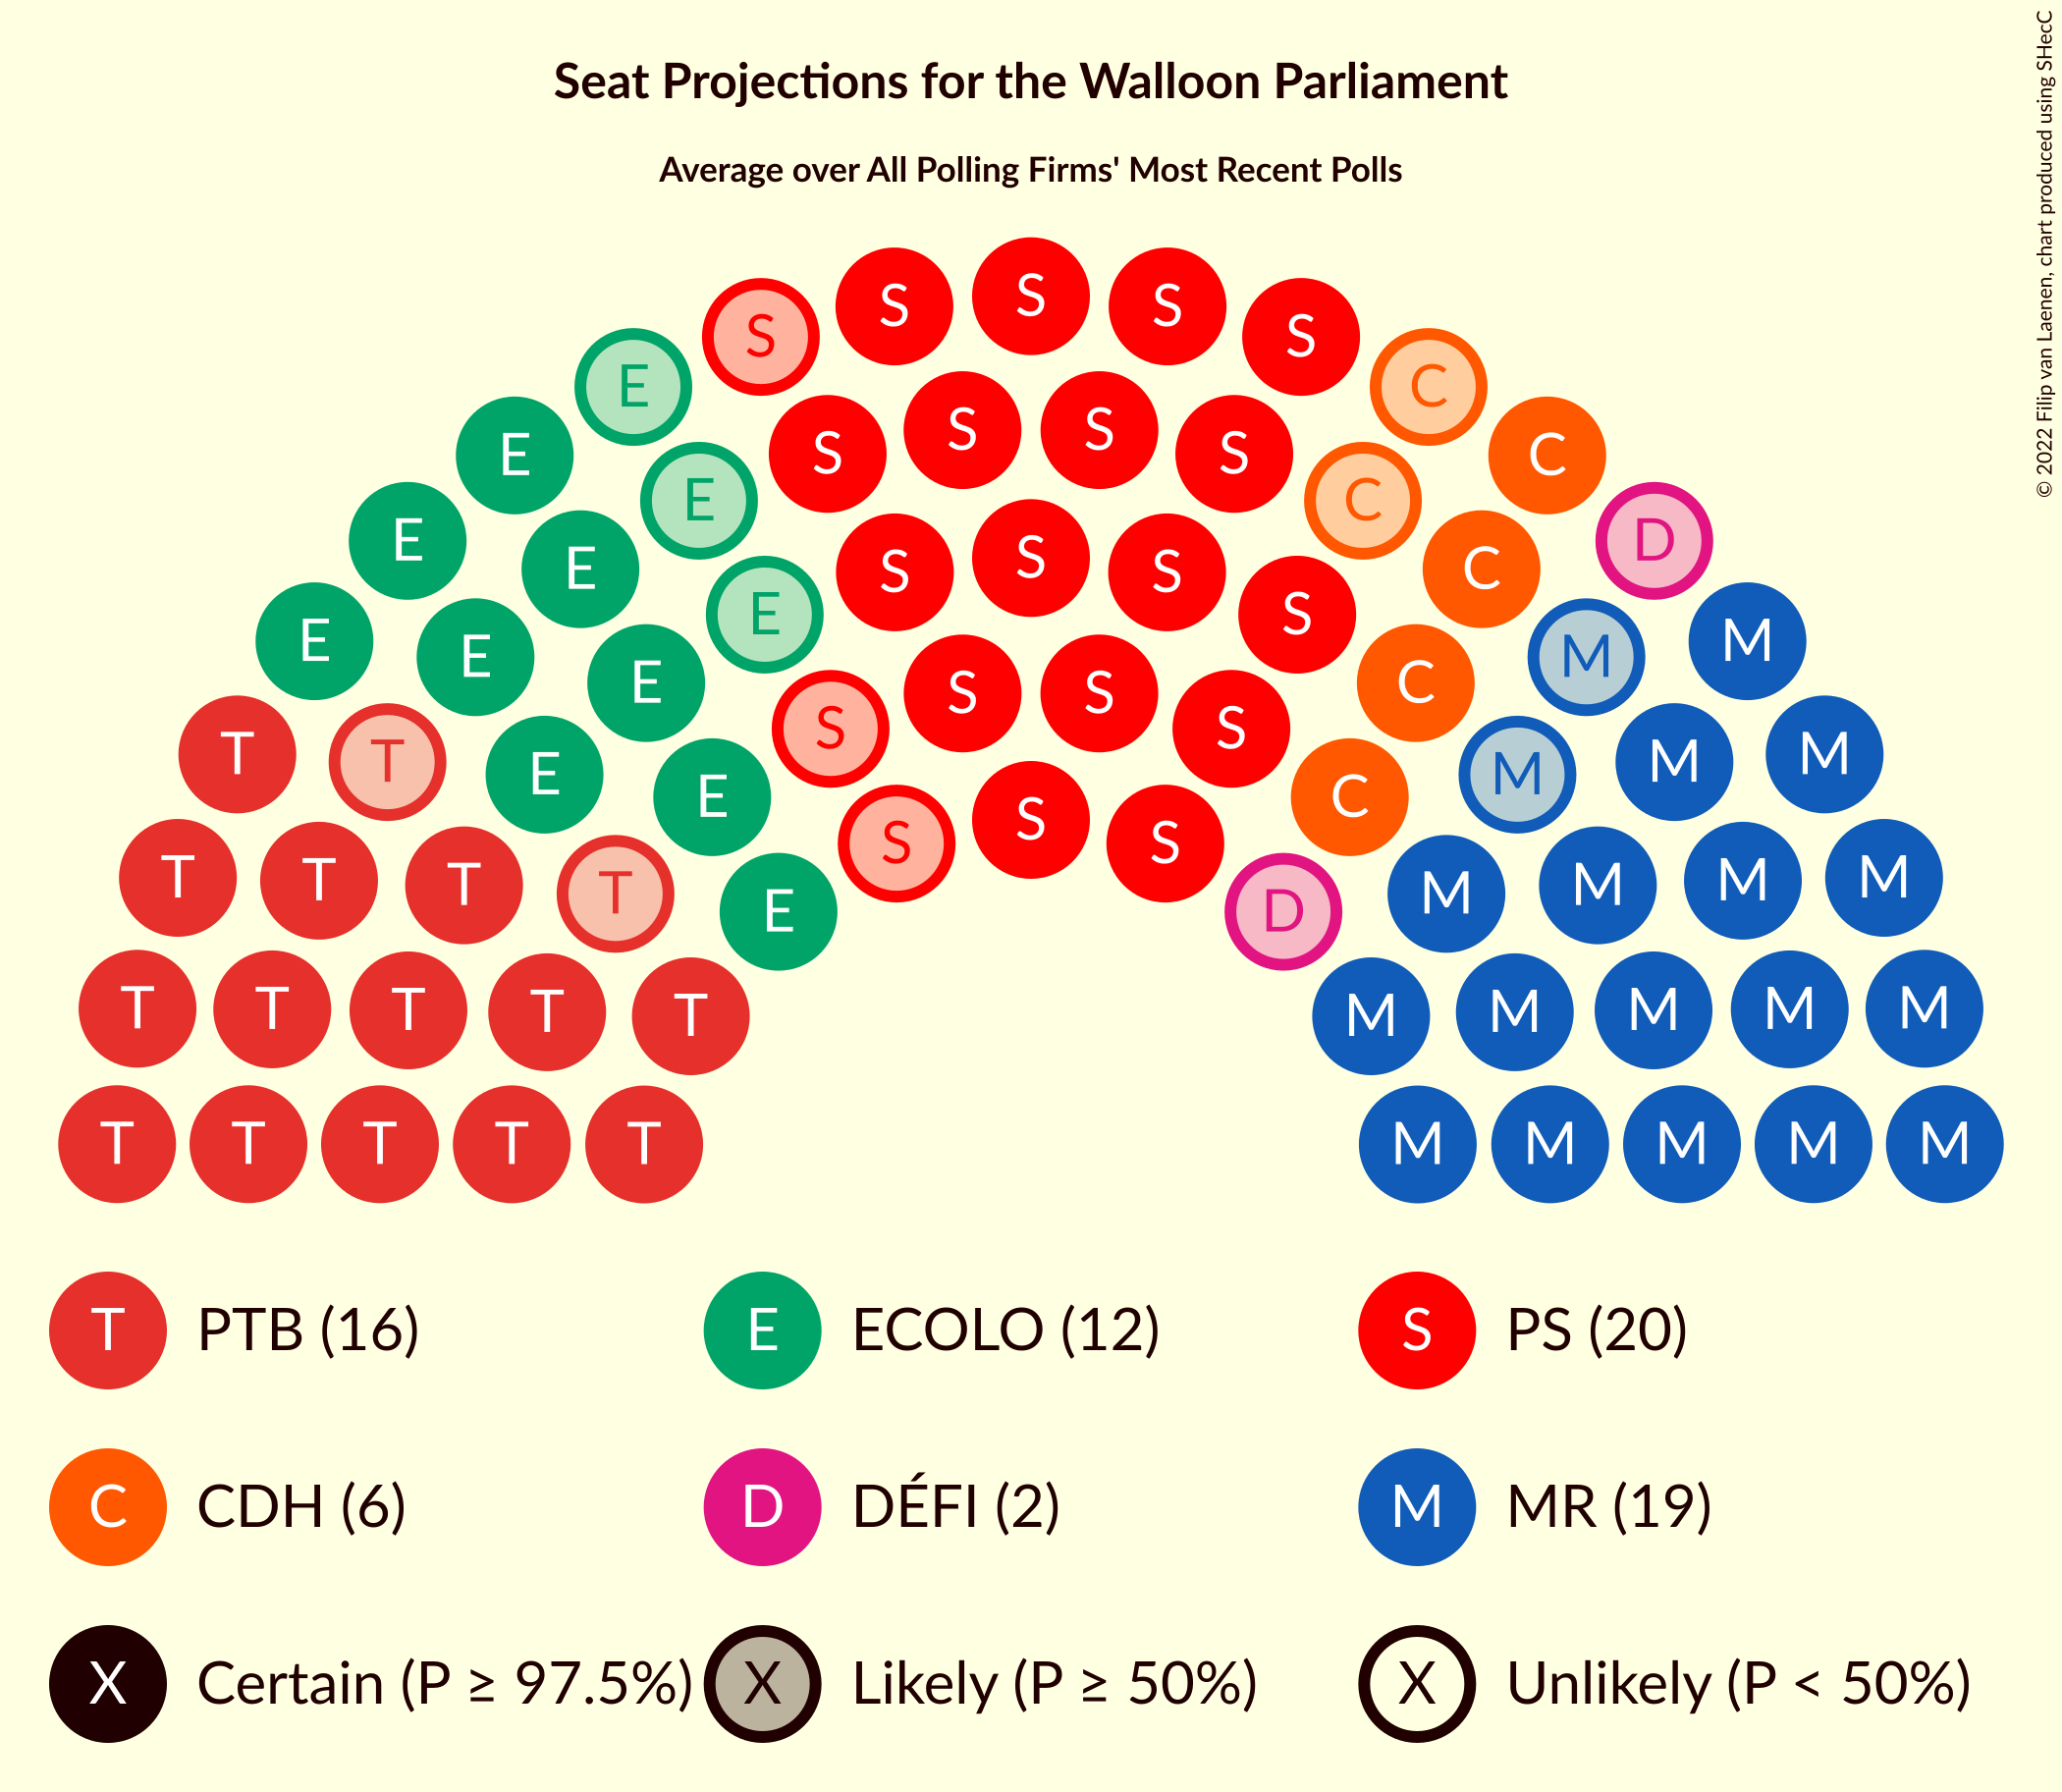 Seat Projections for the Walloon Parliament
Average over All Polling Firms' Most Recent Polls
© 2022 Filip van Laenen, chart produced using SHecC
S
S S
S S
E C
S S
E S S C
E C
E D
S
E S S C
E S
E M
E M
E S S C
S S
T T M M
E M
E C
S
S S
T T T M M M
T M
E D
T T T T T M M M M M
T T T T T M M M M M
T PTB (16) E ECOLO (12) S PS (20)
C CDH (6) D DÉFI (2) M MR (19)
X Certain (P ≥ 97.5%) X Likely (P ≥ 50%) X Unlikely (P < 50%)